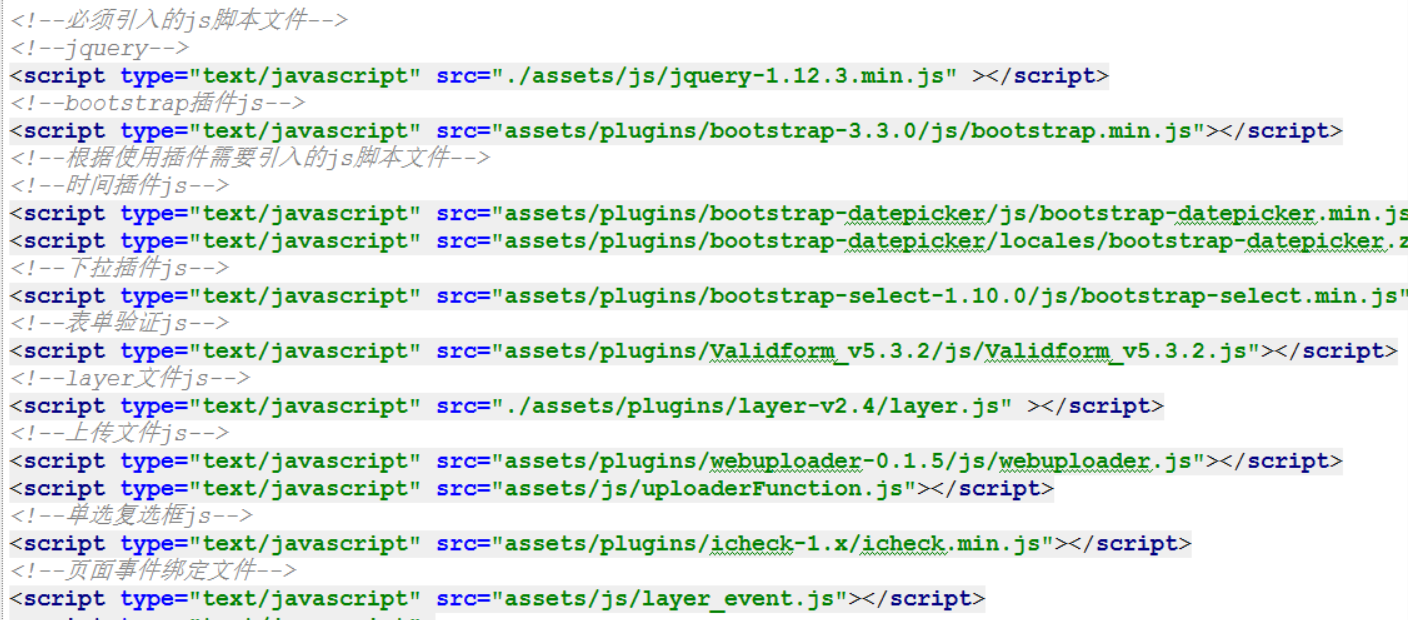 <!--必须引入的js脚本文件-->
<!--jquery-->
<script type="text/javascript" src="./assets/js/jquery-1.12.3.min.js" ></script>
<!--bootstrap插件js-->
<script type="text/javascript" src="assets/plugins/bootstrap-3.3.0/js/bootstrap.min.js"></script>
<!--根据使用插件需要引入的js脚本文件-->
<!--时间插件js-->
<script type="text/javascript" src="assets/plugins/bootstrap-datepicker/js/bootstrap-datepicker.min.js
<script type="text/javascript" src="assets/plugins/bootstrap-datepicker/locales/bootstrap-datepicker.z
<!--下拉插件js-->
<script type="text/javascript" src="assets/plugins/bootstrap-select-1.10.0/js/bootstrap-select.min.js"
<!--表单验证js-->
<script type="text/javascript" src="assets/plugins/Validform_v5.3.2/js/Validform_v5.3.2.js"></script>
<!--layer文件js-->
<script type="text/javascript" src="./assets/plugins/layer-v2.4/layer.js" ></script>
<!--上传文件js-->
<script type="text/javascript" src="assets/plugins/webuploader-0.1.5/js/webuploader.js"></script>
<script type="text/javascript" src="assets/js/uploaderFunction.js"></script>
<!--单选复选框js-->
<script type="text/javascript" src="assets/plugins/icheck-1.x/icheck.min.js"></script>
<!--页面事件绑定文件-->
<script type="text/javascript" src="assets/js/layer_event.js"></script>